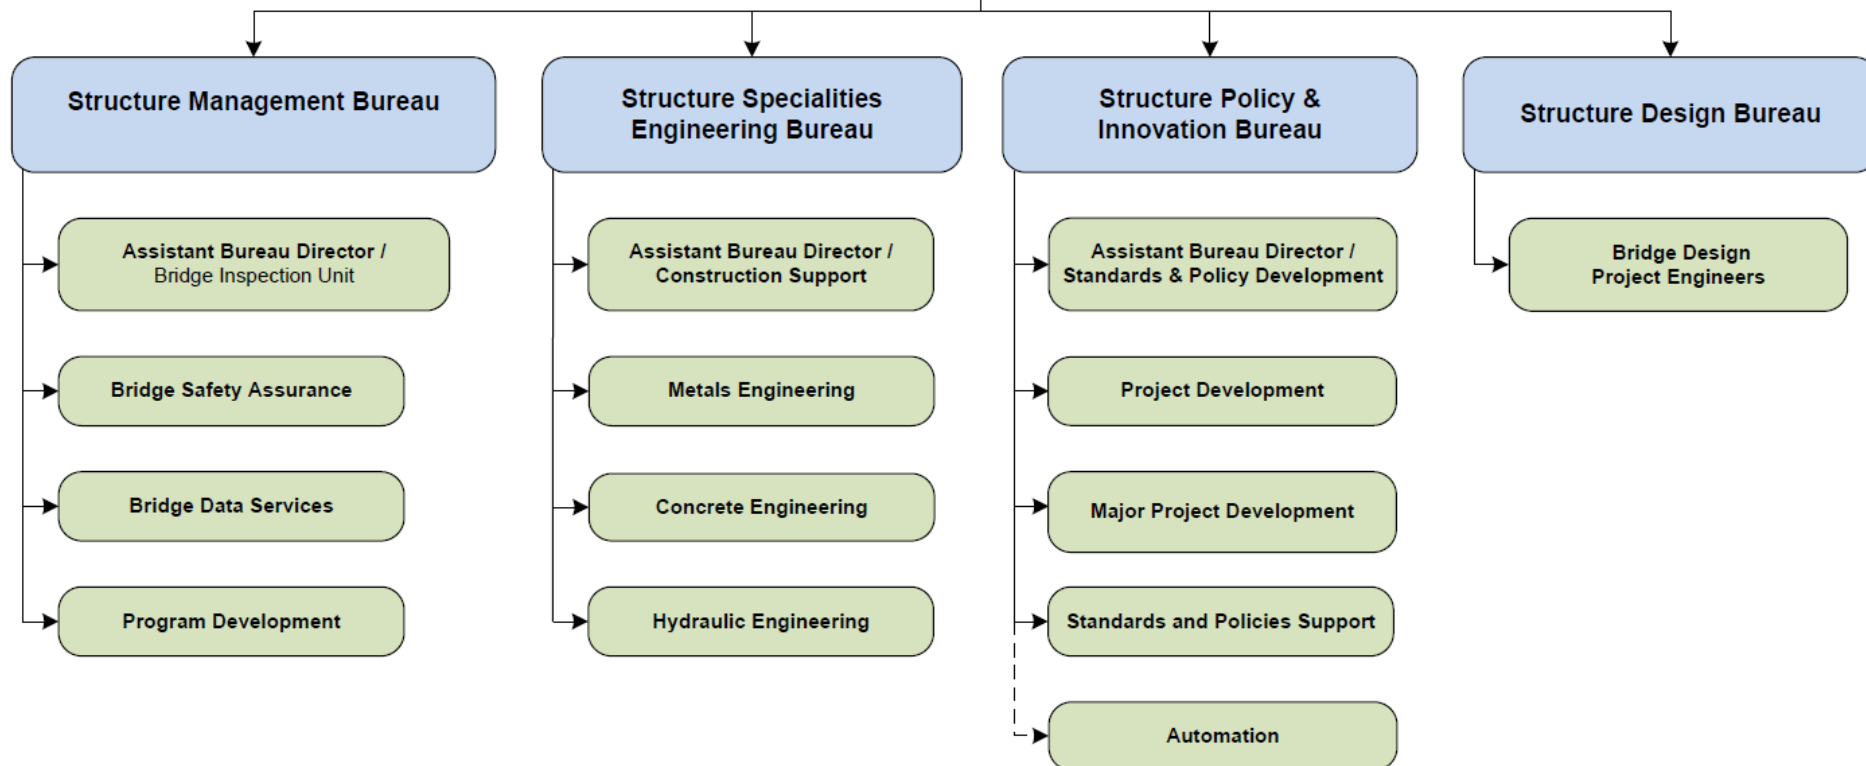 Structure Management Bureau
Structure Specialities
Engineering Bureau
Structure Policy &
Innovation Bureau
Structure Design Bureau
Assistant Bureau Director /
Bridge Inspection Unit
Assistant Bureau Director /
Construction Support
Assistant Bureau Director /
Standards & Policy Development
Bridge Design
Project Engineers
Bridge Safety Assurance
Metals Engineering
Project Development
Bridge Data Services
Concrete Engineering
Major Project Development
Program Development
Hydraulic Engineering
Standards and Policies Support
Automation